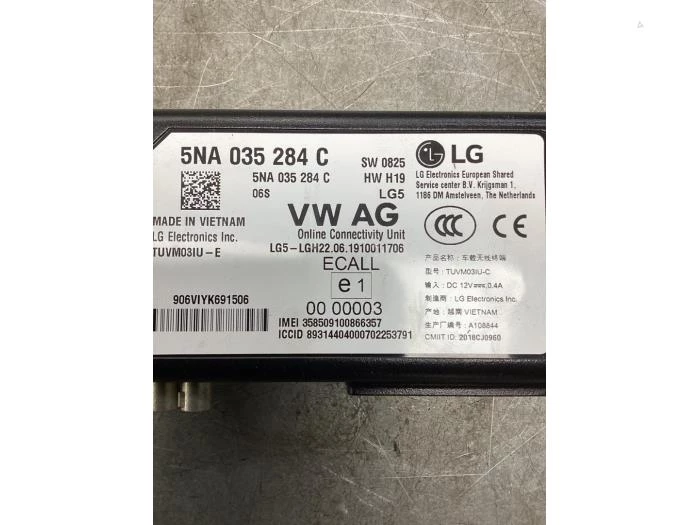 5NA 035 284 C
SW 0825
5NA 035 284 C
HW H19
06S
LG5
MADE IN VIETNAM
LG Electronics Inc.
TUVM03IU-E
VW AG
Online Connectivity Unit
LG5-LGH22.06.1910011706
ECALL
e1
00 00003
906VIYK691506
IMEI 358509100866357
ICCID 89314404000702253791
LG
LG Electronics European Shared
Service center B.V. Krijgsman 1,
1186 DM Amstelveen, The Netherlands
CCC CE
产品名称: 车载无线终端
型号: TUVM03IU-C
输入: DC 12V 0.4A
制造商: LG Electronics Inc.
产地: 越南 VIETNAM
生产厂编号: A108844
CMIIT ID: 2018CJ0960